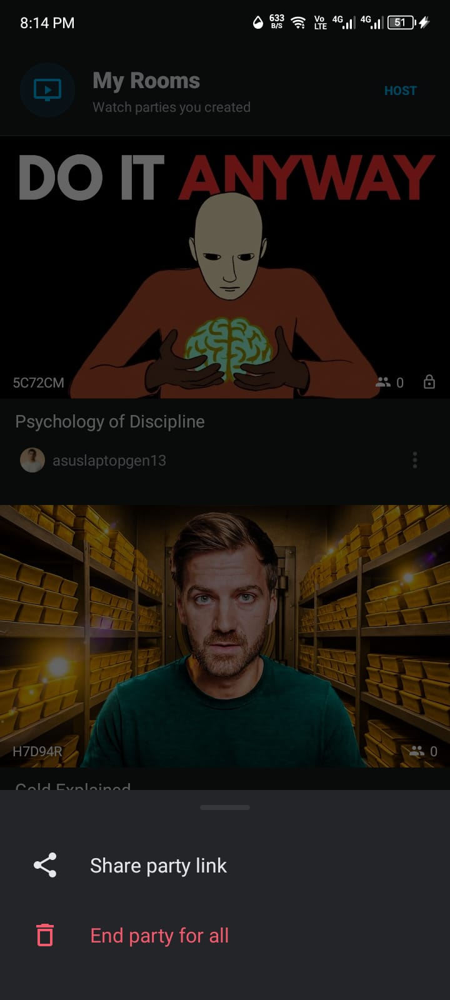 8:14 PM
633
B/S
Vo
LTE
4G
4G
51
My Rooms
Watch parties you created
HOST
DO IT ANYWAY
5C72CM
0
Psychology of Discipline
asuslaptopgen13
H7D94R
0
Gold Explained
Share party link
End party for all